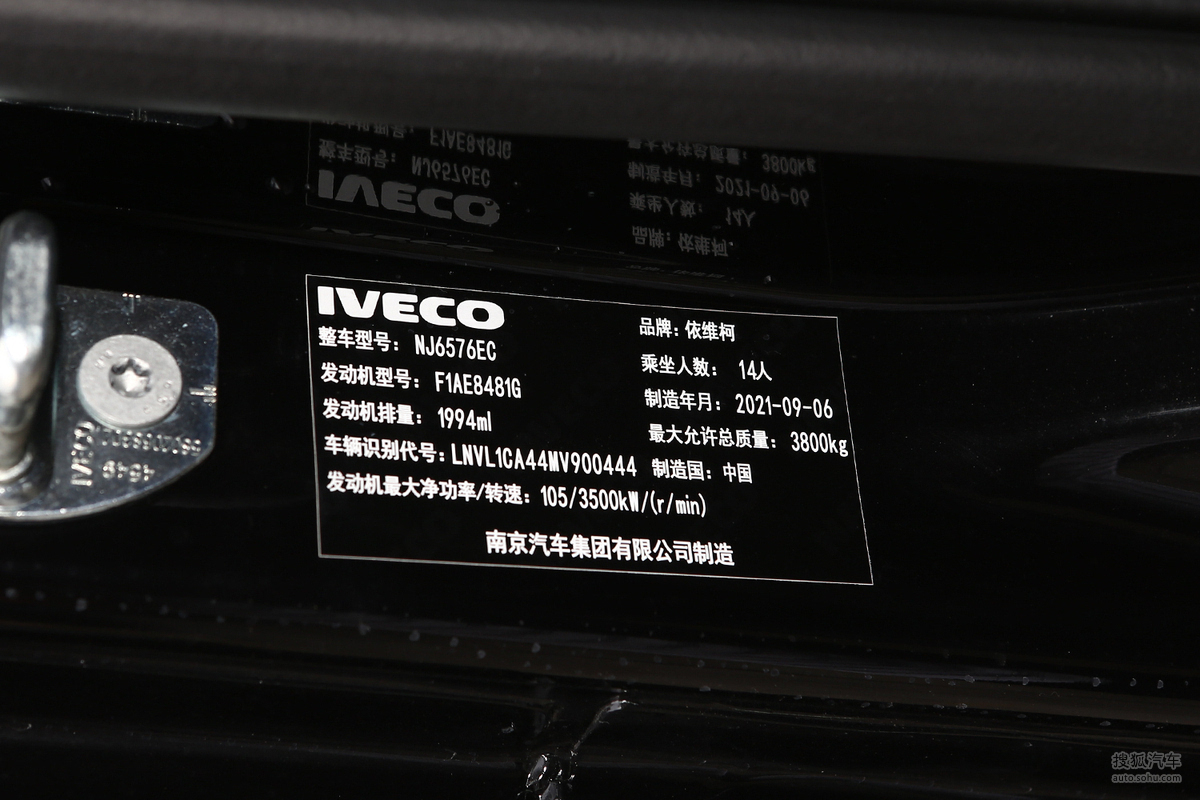 IVECO
品牌：依维柯
整车型号：NJ6576EC
乘坐人数：14人
发动机型号：F1AE8481G
制造年月：2021-09-06
发动机排量：1994ml
最大允许总质量：3800kg
车辆识别代号：LNVL1CA44MV900444
制造国：中国
发动机最大净功率/转速：105/3500kW/(r/min)
南京汽车集团有限公司制造
IVECO
4649
搜狐汽车
auto.sohu.com